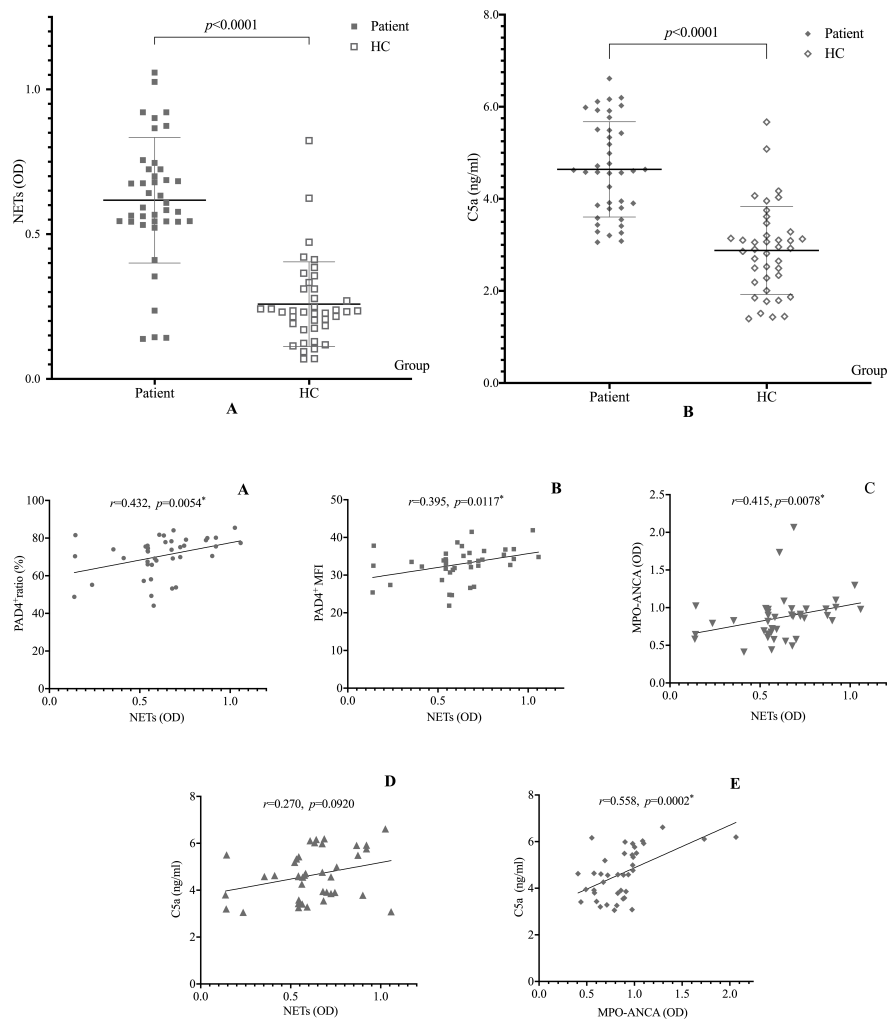 p<0.0001
Patient
HC
NETs (OD)
1.0
0.5
0.0
Patient
HC
Group
A
p<0.0001
Patient
HC
C5a (ng/ml)
8.0
6.0
4.0
2.0
0.0
Patient
HC
Group
B
A
r=0.432, p=0.0054*
PAD4+ ratio (%)
100
80
60
40
20
0
0.0 0.5 1.0
NETs (OD)
B
r=0.395, p=0.0117*
PAD4+ MFI
50
40
30
20
10
0
0.0 0.5 1.0
NETs (OD)
C
r=0.415, p=0.0078*
MPO-ANCA (OD)
2.5
2.0
1.5
1.0
0.5
0.0
0.0 0.5 1.0
NETs (OD)
D
r=0.270, p=0.0920
C5a (ng/ml)
8
6
4
2
0
0.0 0.5 1.0
NETs (OD)
E
r=0.558, p=0.0002*
C5a (ng/ml)
8
6
4
2
0
0.0 0.5 1.0 1.5 2.0
MPO-ANCA (OD)